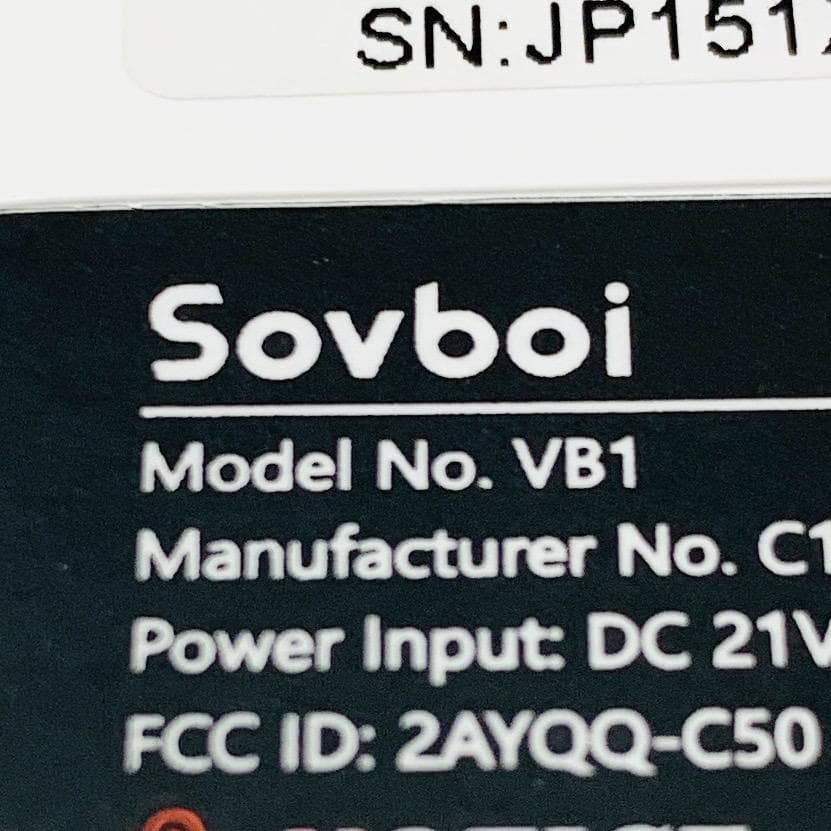 SN:JP151
Sovboi
Model No. VB1
Manufacturer No. C1
Power Input: DC 21V
FCC ID: 2AYQQ-C50